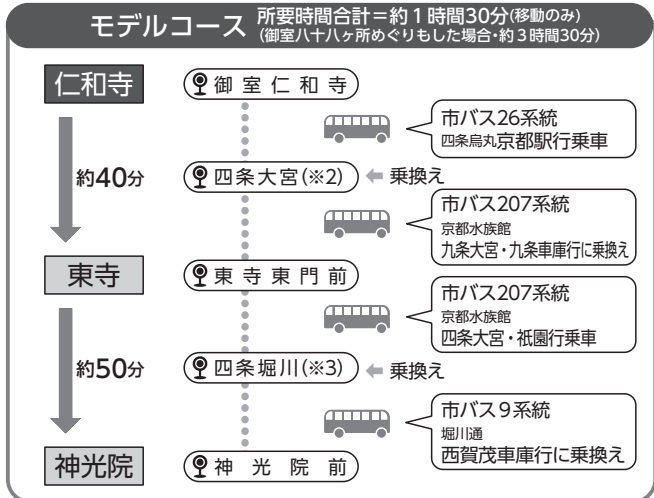 モデルコース
所要時間合計＝約１時間30分(移動のみ)
(御室八十八ヶ所めぐりもした場合・約３時間30分)
仁和寺
御室仁和寺
市バス26系統
四条烏丸京都駅行乗車
約40分
四条大宮(※2)
乗換え
市バス207系統
京都水族館
九条大宮・九条車庫行に乗換え
東寺
東寺東門前
市バス207系統
京都水族館
四条大宮・祇園行乗車
約50分
四条堀川(※3)
乗換え
市バス９系統
堀川通
西賀茂車庫行に乗換え
神光院
神光院前